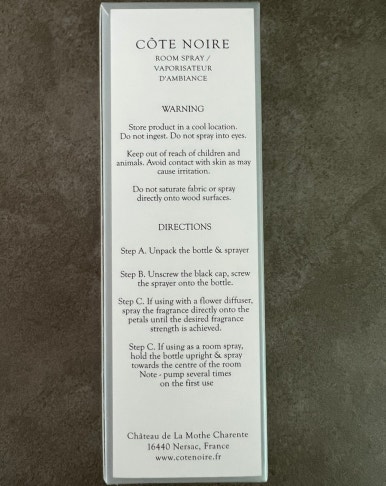 CÔTE NOIRE
ROOM SPRAY /
VAPORISATEUR
D'AMBIANCE
WARNING
Store product in a cool location.
Do not ingest. Do not spray into eyes.
Keep out of reach of children and
animals. Avoid contact with skin as may
cause irritation.
Do not saturate fabric or spray
directly onto wood surfaces.
DIRECTIONS
Step A. Unpack the bottle & sprayer
Step B. Unscrew the black cap, screw
the sprayer onto the bottle.
Step C. If using with a flower diffuser,
spray the fragrance directly onto the
petals until the desired fragrance
strength is achieved.
Step C. If using as a room spray,
hold the bottle upright & spray
towards the centre of the room
Note - pump several times
on the first use
Château de La Mothe Charente
16440 Nersac, France
www.cotenoire.fr